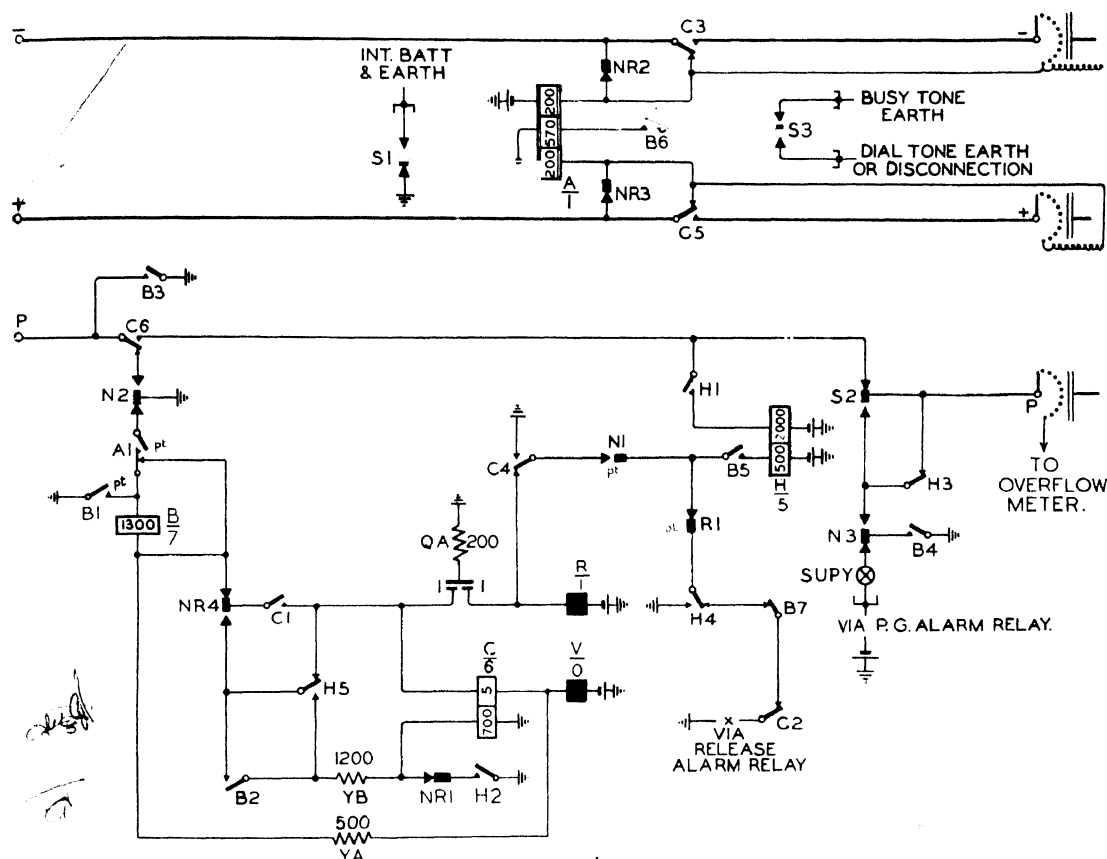 −
C3
−
INT. BATT
& EARTH
NR2
200
570
200
B6
S1
A
1
NR3
S3
BUSY TONE
EARTH
DIAL TONE EARTH
OR DISCONNECTION
+
C5
+
B3
P
C6
N2
H1
S2
P
A1
pt
C4
N1
pt
B5
2000
500
H
5
H3
TO
OVERFLOW
METER.
pt
B1
1300
B
7
QA
200
pt
R1
N3
B4
SUPY
1
1
R
1
NR4
C1
H4
B7
VIA P.G. ALARM RELAY.
H5
C
6
5
700
V
0
C2
x
VIA
RELEASE
ALARM RELAY
1200
B2
YB
NR1
H2
500
YA